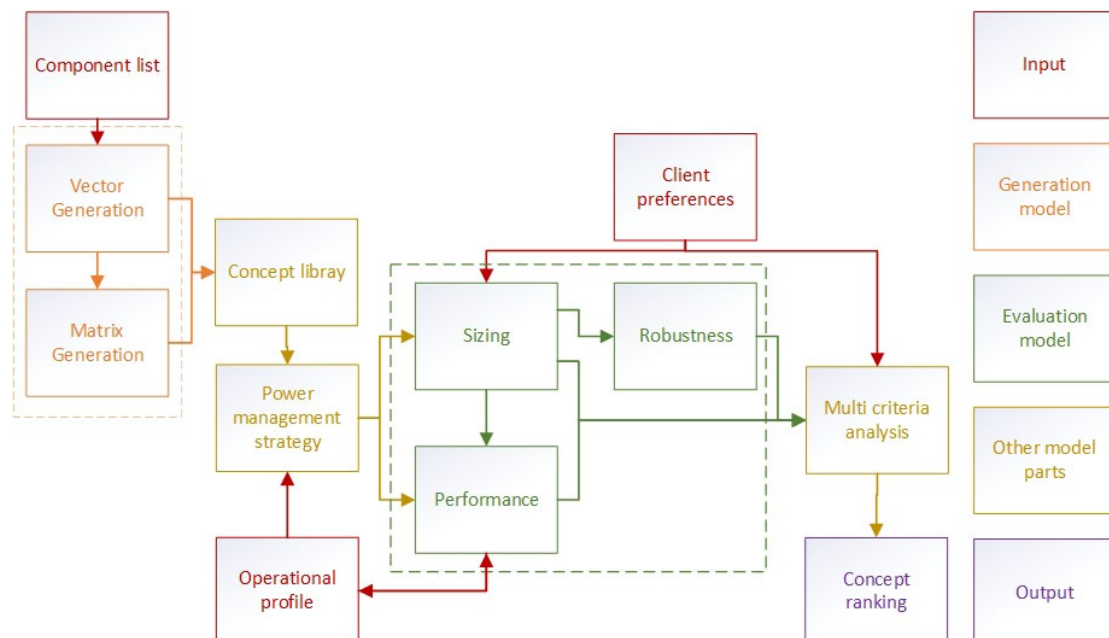 Component list
Input
Vector
Generation
Client
preferences
Generation
model
Concept libray
Matrix
Generation
Sizing
Robustness
Evaluation
model
Power
management
strategy
Multi criteria
analysis
Other model
parts
Performance
Operational
profile
Concept
ranking
Output